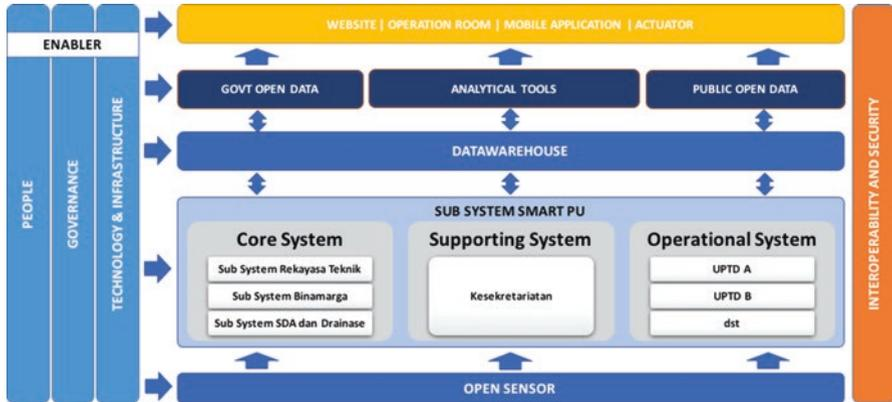 ENABLER
PEOPLE
GOVERNANCE
TECHNOLOGY & INFRASTRUCTURE
WEBSITE | OPERATION ROOM | MOBILE APPLICATION | ACTUATOR
GOVT OPEN DATA
ANALYTICAL TOOLS
PUBLIC OPEN DATA
DATAWAREHOUSE
SUB SYSTEM SMART PU
Core System
Sub System Rekayasa Teknik
Sub System Binamarga
Sub System SDA dan Drainase
Supporting System
Kesekretariatan
Operational System
UPTD A
UPTD B
dst
OPEN SENSOR
INTEROPERABILITY AND SECURITY